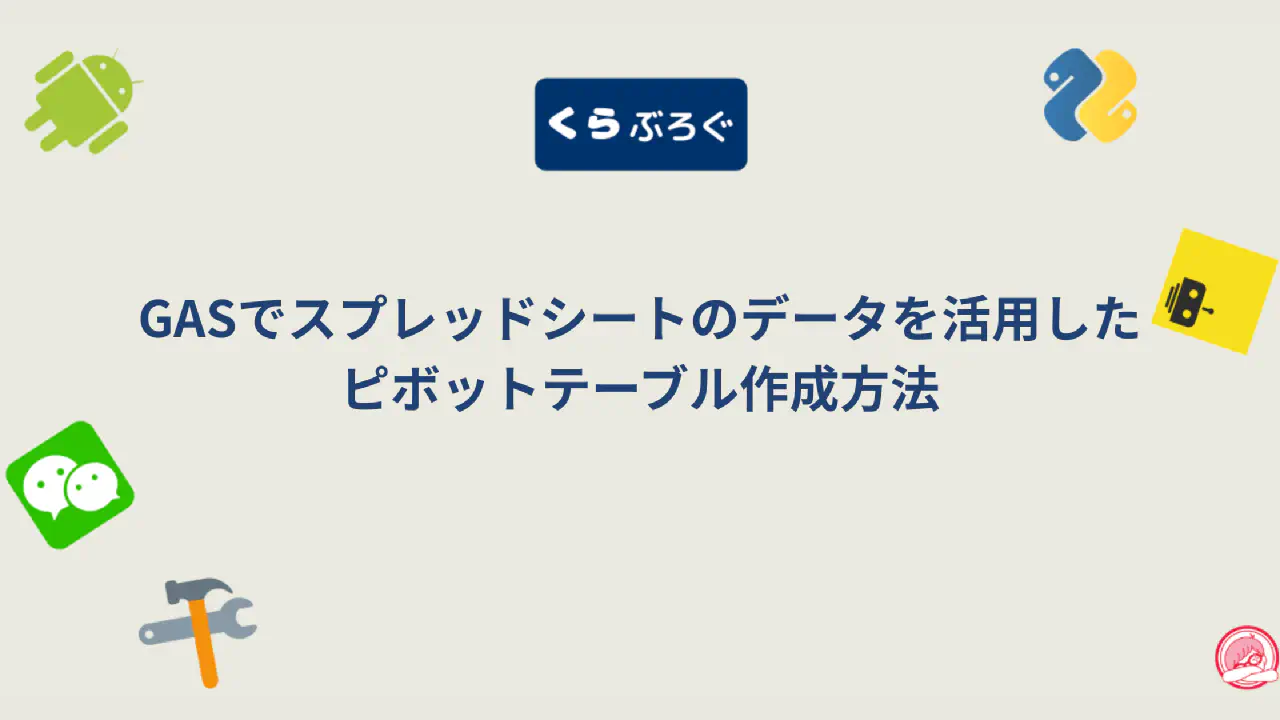 くらぶろぐ
GASでスプレッドシートのデータを活用した
ピボットテーブル作成方法